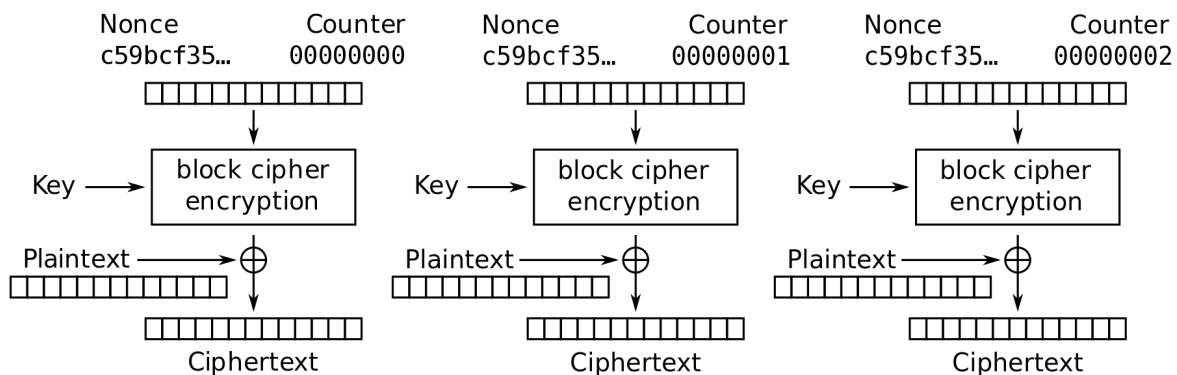 Nonce Counter
c59bcf35… 00000000
block cipher
encryption
Key
Plaintext
Ciphertext
Nonce Counter
c59bcf35… 00000001
block cipher
encryption
Key
Plaintext
Ciphertext
Nonce Counter
c59bcf35… 00000002
block cipher
encryption
Key
Plaintext
Ciphertext